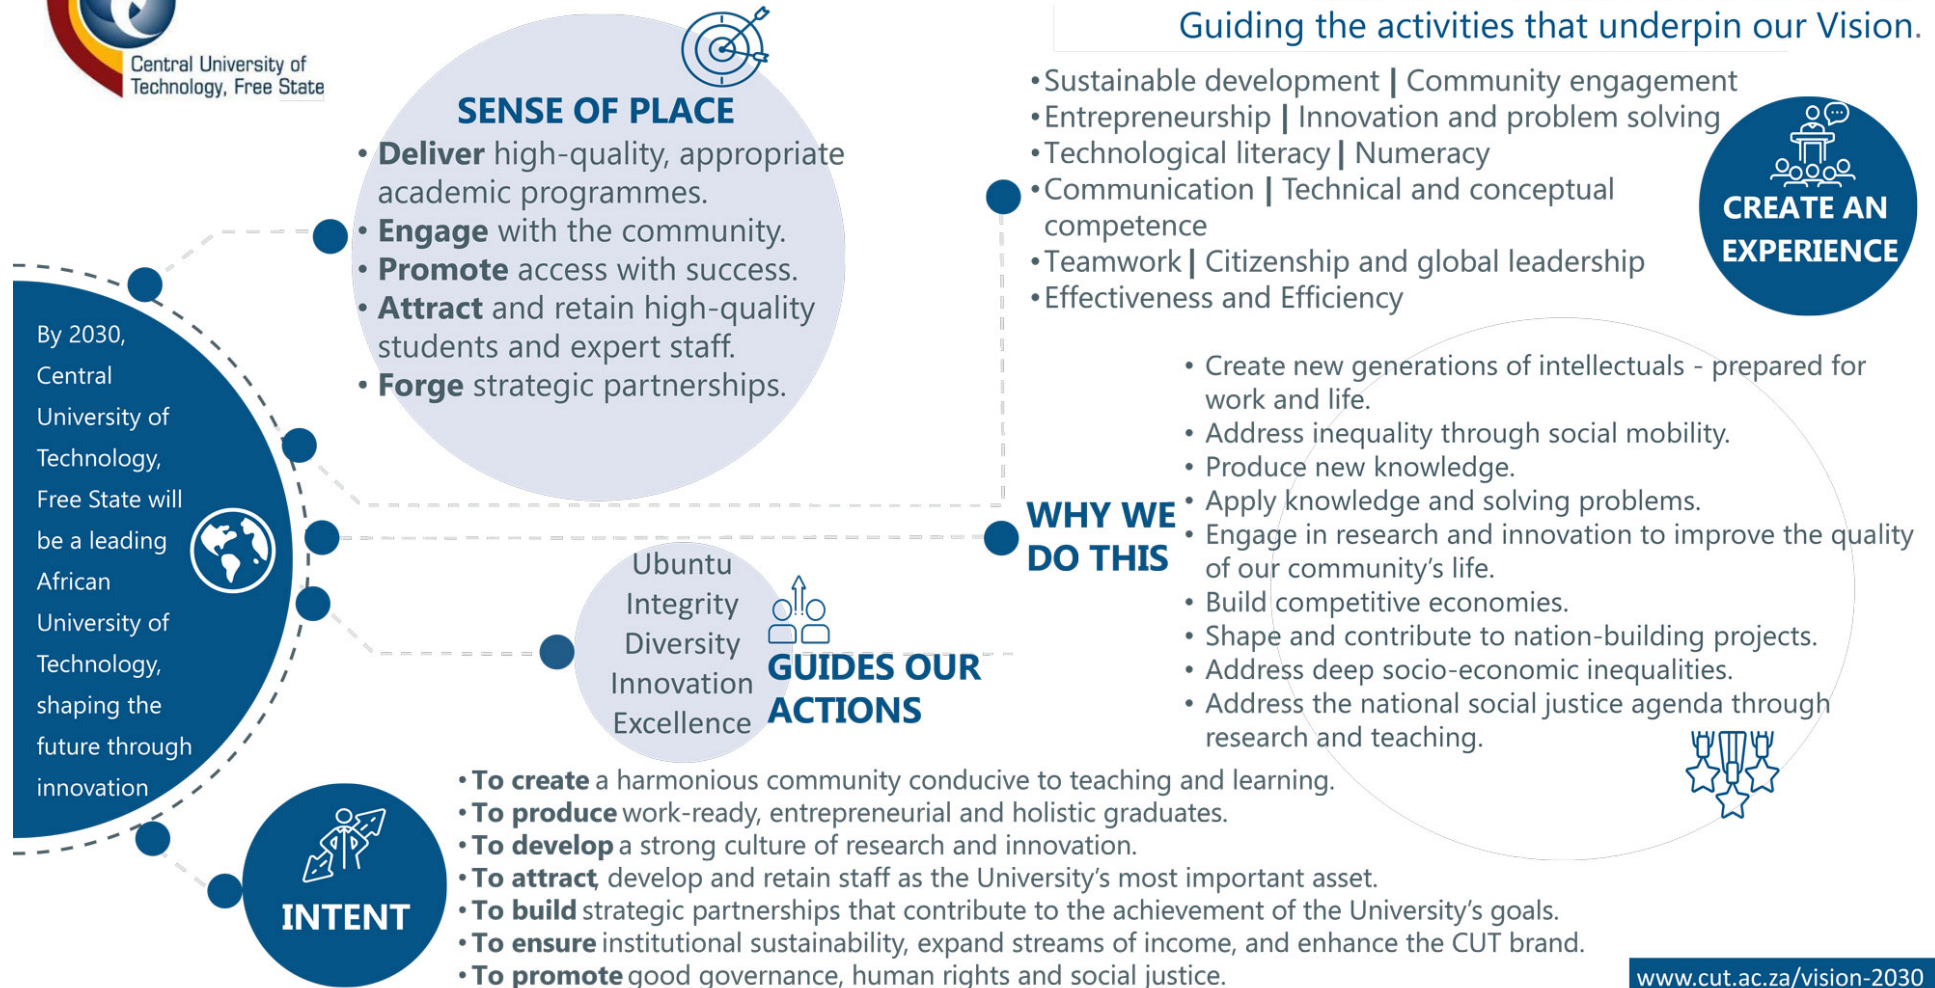 Central University of
Technology, Free State
Guiding the activities that underpin our Vision.
SENSE OF PLACE
• Deliver high-quality, appropriate
academic programmes.
• Engage with the community.
• Promote access with success.
• Attract and retain high-quality
students and expert staff.
• Forge strategic partnerships.
• Sustainable development | Community engagement
• Entrepreneurship | Innovation and problem solving
• Technological literacy | Numeracy
• Communication | Technical and conceptual
competence
• Teamwork | Citizenship and global leadership
• Effectiveness and Efficiency
CREATE AN
EXPERIENCE
By 2030,
Central
University of
Technology,
Free State will
be a leading
African
University of
Technology,
shaping the
future through
innovation
WHY WE
DO THIS
• Create new generations of intellectuals - prepared for
work and life.
• Address inequality through social mobility.
• Produce new knowledge.
• Apply knowledge and solving problems.
• Engage in research and innovation to improve the quality
of our community's life.
• Build competitive economies.
• Shape and contribute to nation-building projects.
• Address deep socio-economic inequalities.
• Address the national social justice agenda through
research and teaching.
Ubuntu
Integrity
Diversity
Innovation
Excellence
GUIDES OUR
ACTIONS
INTENT
• To create a harmonious community conducive to teaching and learning.
• To produce work-ready, entrepreneurial and holistic graduates.
• To develop a strong culture of research and innovation.
• To attract, develop and retain staff as the University's most important asset.
• To build strategic partnerships that contribute to the achievement of the University's goals.
• To ensure institutional sustainability, expand streams of income, and enhance the CUT brand.
• To promote good governance, human rights and social justice.
www.cut.ac.za/vision-2030